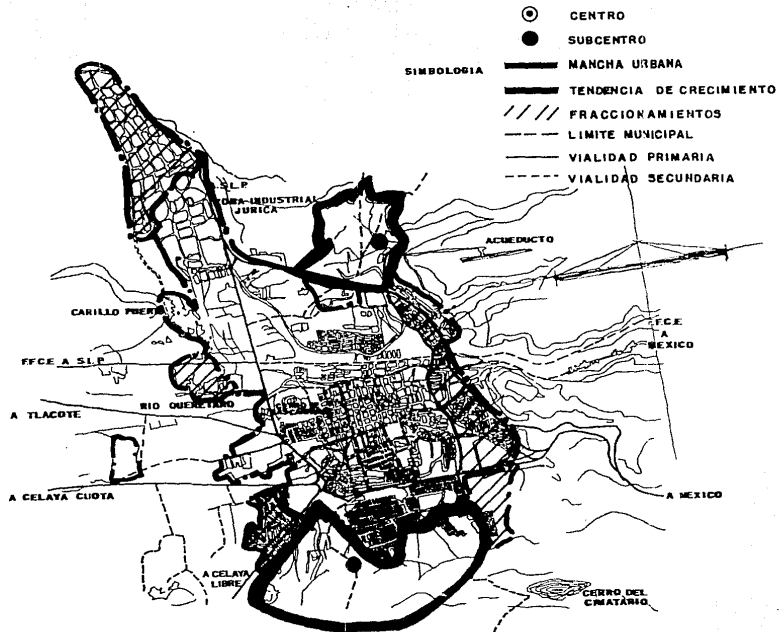 CENTRO
SUBCENTRO
SIMBOLOGIA
MANCHA URBANA
TENDENCIA DE CRECIMIENTO
FRACCIONAMIENTOS
LIMITE MUNICIPAL
VIALIDAD PRIMARIA
VIALIDAD SECUNDARIA
S.L.P.
INDUSTRIAL
JURICA
ACUEDUCTO
CARILLO PUERTO
F.C.E
A
MEXICO
F.F.C.E A S.L.P
RIO QUERETARO
A TLACOTE
A CELAYA CUOTA
A MEXICO
A CELAYA
LIBRE
CERRO DEL
CIMATARIO